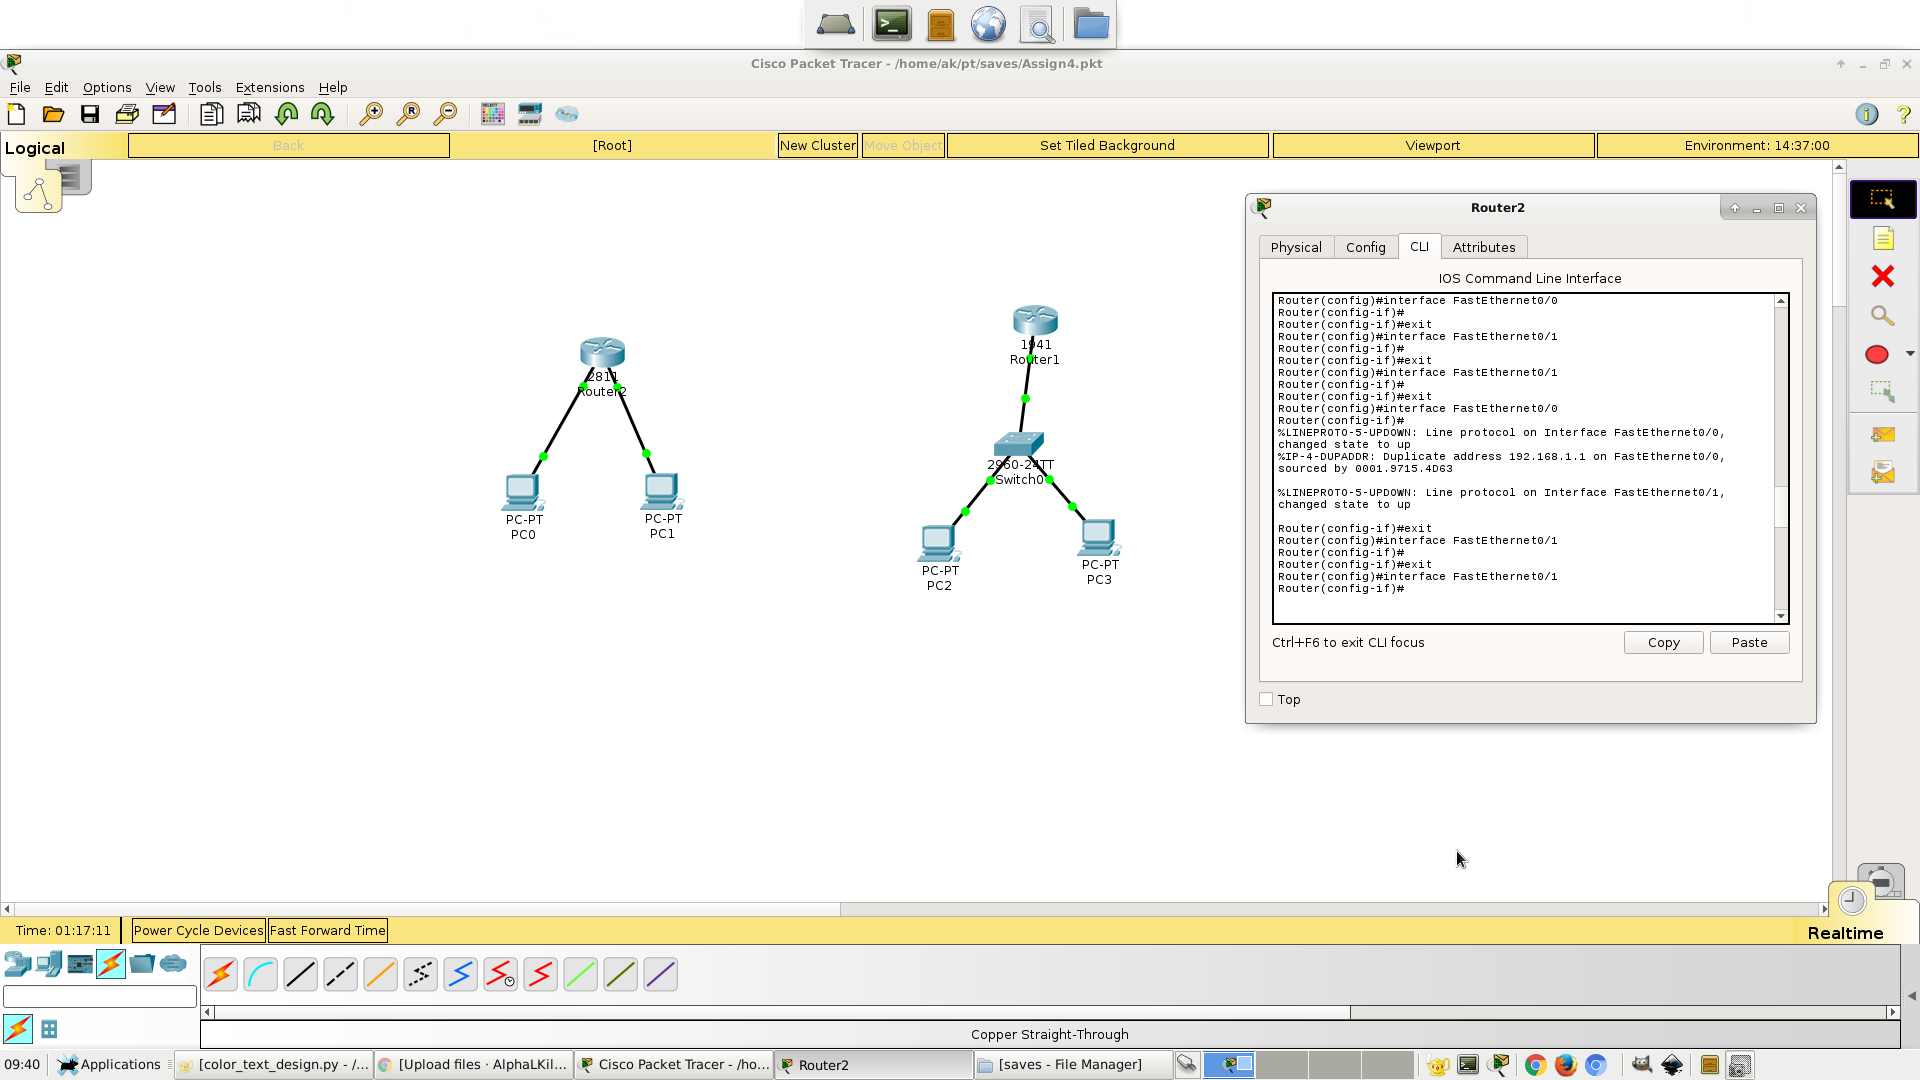 Cisco Packet Tracer - /home/ak/pt/saves/Assign4.pkt
File Edit Options View Tools Extensions Help
Logical
Back
[Root]
New Cluster
Move Object
Set Tiled Background
Viewport
Environment: 14:37:00
2811
Router2
PC-PT
PC0
PC-PT
PC1
1941
Router1
2960-24TT
Switch0
PC-PT
PC2
PC-PT
PC3
Router2
Physical Config CLI Attributes
IOS Command Line Interface
Router(config)#interface FastEthernet0/0
Router(config-if)#
Router(config-if)#exit
Router(config)#interface FastEthernet0/1
Router(config-if)#
Router(config-if)#exit
Router(config)#interface FastEthernet0/1
Router(config-if)#
Router(config-if)#exit
Router(config)#interface FastEthernet0/0
Router(config-if)#
%LINEPROTO-5-UPDOWN: Line protocol on Interface FastEthernet0/0,
changed state to up
%IP-4-DUPADDR: Duplicate address 192.168.1.1 on FastEthernet0/0,
sourced by 0001.9715.4D63
%LINEPROTO-5-UPDOWN: Line protocol on Interface FastEthernet0/1,
changed state to up
Router(config-if)#exit
Router(config)#interface FastEthernet0/1
Router(config-if)#
Router(config-if)#exit
Router(config)#interface FastEthernet0/1
Router(config-if)#
Ctrl+F6 to exit CLI focus
Copy
Paste
Top
Time: 01:17:11
Power Cycle Devices
Fast Forward Time
Realtime
Copper Straight-Through
09:40
Applications
[color_text_design.py - /...
[Upload files · AlphaLKil...
Cisco Packet Tracer - /ho...
Router2
[saves - File Manager]